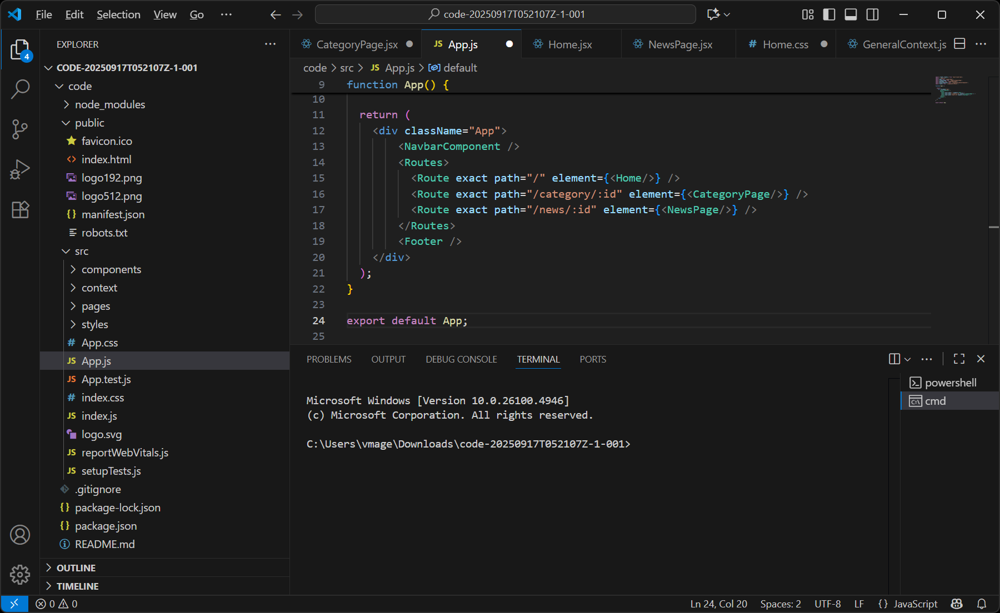 File Edit Selection View Go ···
code-20250917T052107Z-1-001
EXPLORER
4
CODE-20250917T052107Z-1-001
code
node_modules
public
favicon.ico
index.html
logo192.png
logo512.png
manifest.json
robots.txt
src
components
context
pages
styles
App.css
App.js
App.test.js
index.css
index.js
logo.svg
reportWebVitals.js
setupTests.js
.gitignore
package-lock.json
package.json
README.md
OUTLINE
TIMELINE
CategoryPage.jsx JS App.js Home.jsx NewsPage.jsx # Home.css GeneralContext.js
code > src > JS App.js > default
9 function App() {
10
11 return (
12 <div className="App">
13 <NavbarComponent />
14 <Routes>
15 <Route exact path="/" element={<Home/>} />
16 <Route exact path="/category/:id" element={<CategoryPage/>} />
17 <Route exact path="/news/:id" element={<NewsPage/>} />
18 </Routes>
19 <Footer />
20 </div>
21 );
22 }
23
24 export default App;
25
PROBLEMS OUTPUT DEBUG CONSOLE TERMINAL PORTS
Microsoft Windows [Version 10.0.26100.4946]
(c) Microsoft Corporation. All rights reserved.
C:\Users\vmage\Downloads\code-20250917T052107Z-1-001>
powershell
cmd
0 0
Ln 24, Col 20 Spaces: 2 UTF-8 LF {} JavaScript